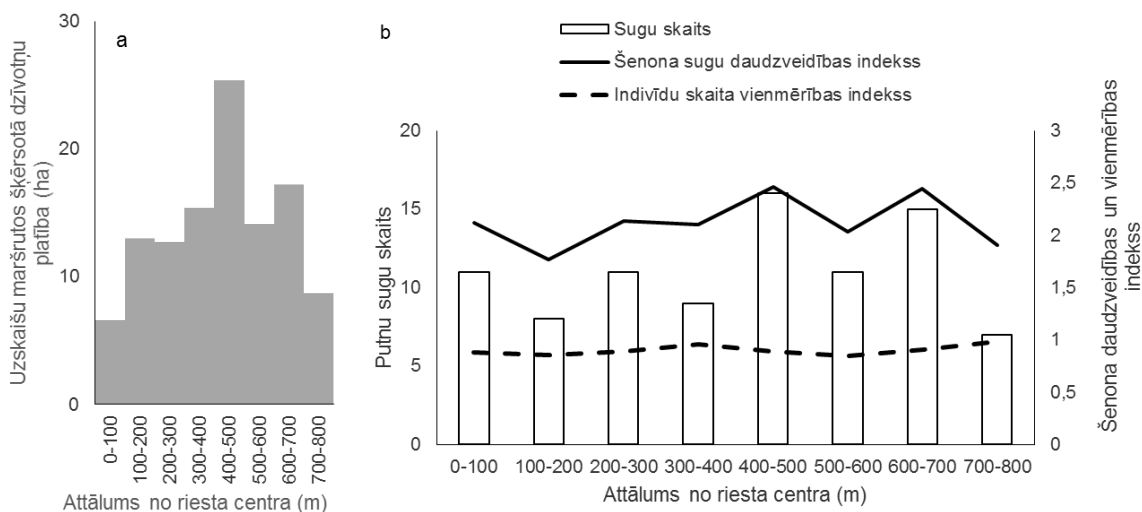 a
Uzskaišu maršrutos šķērsotā dzīvotņu
platība (ha)
30
20
10
0
0-100
100-200
200-300
300-400
400-500
500-600
600-700
700-800
Attālums no riesta centra (m)
b
Sugu skaits
Šenona sugu daudzveidības indekss
Indivīdu skaita vienmērības indekss
Putnu sugu skaits
20
15
10
5
0
3
2,5
2
1,5
1
0,5
0
Šenona daudzveidības un vienmērības
indekss
0-100 100-200 200-300 300-400 400-500 500-600 600-700 700-800
Attālums no riesta centra (m)